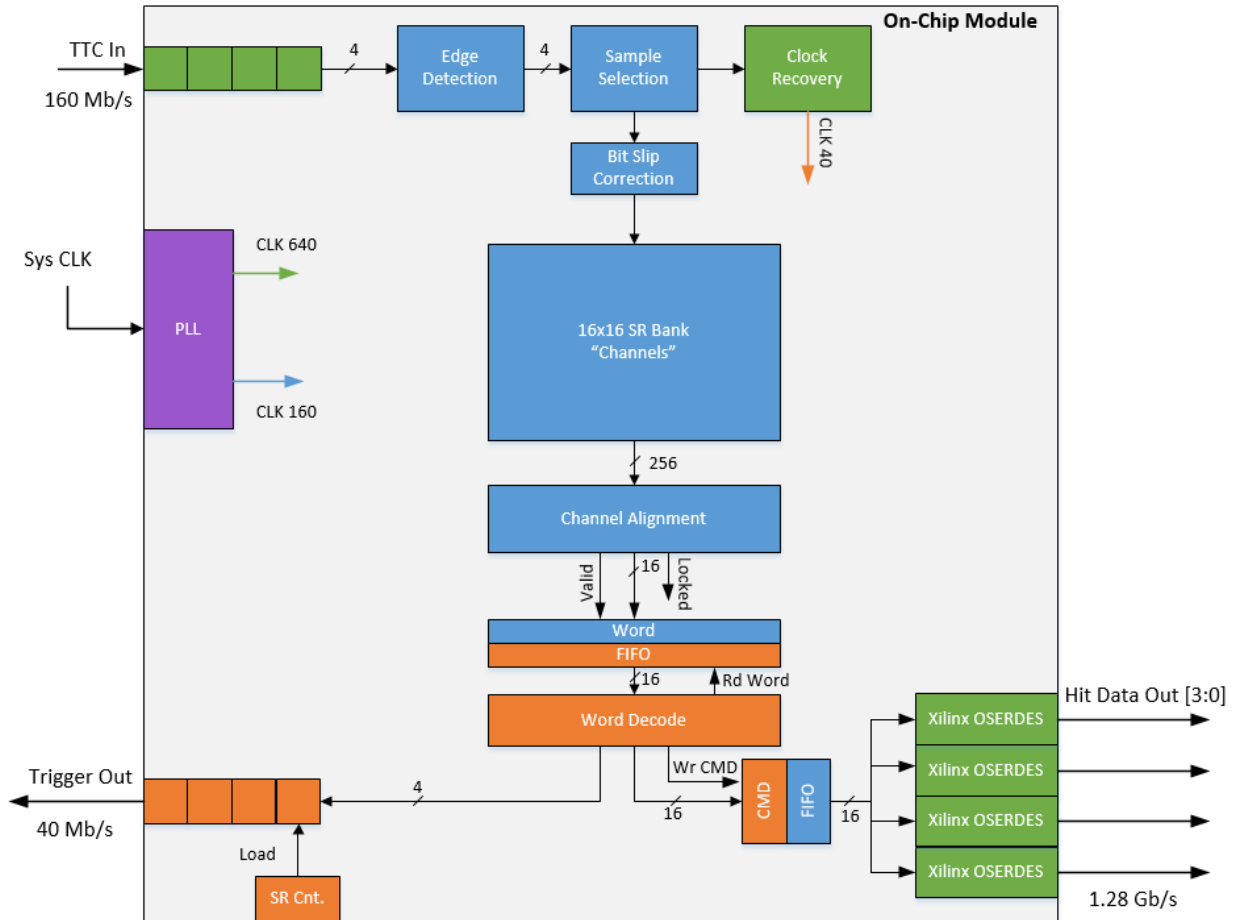 On-Chip Module
TTC In
160 Mb/s
4
Edge
Detection
4
Sample
Selection
Clock
Recovery
CLK 40
Bit Slip
Correction
Sys CLK
PLL
CLK 640
CLK 160
16x16 SR Bank
“Channels”
256
Channel Alignment
Valid
16
Locked
Word
FIFO
16
Rd Word
Word Decode
Wr CMD
16
CMD
FIFO
16
Xilinx OSERDES
Xilinx OSERDES
Xilinx OSERDES
Xilinx OSERDES
Hit Data Out [3:0]
1.28 Gb/s
Trigger Out
40 Mb/s
4
Load
SR Cnt.